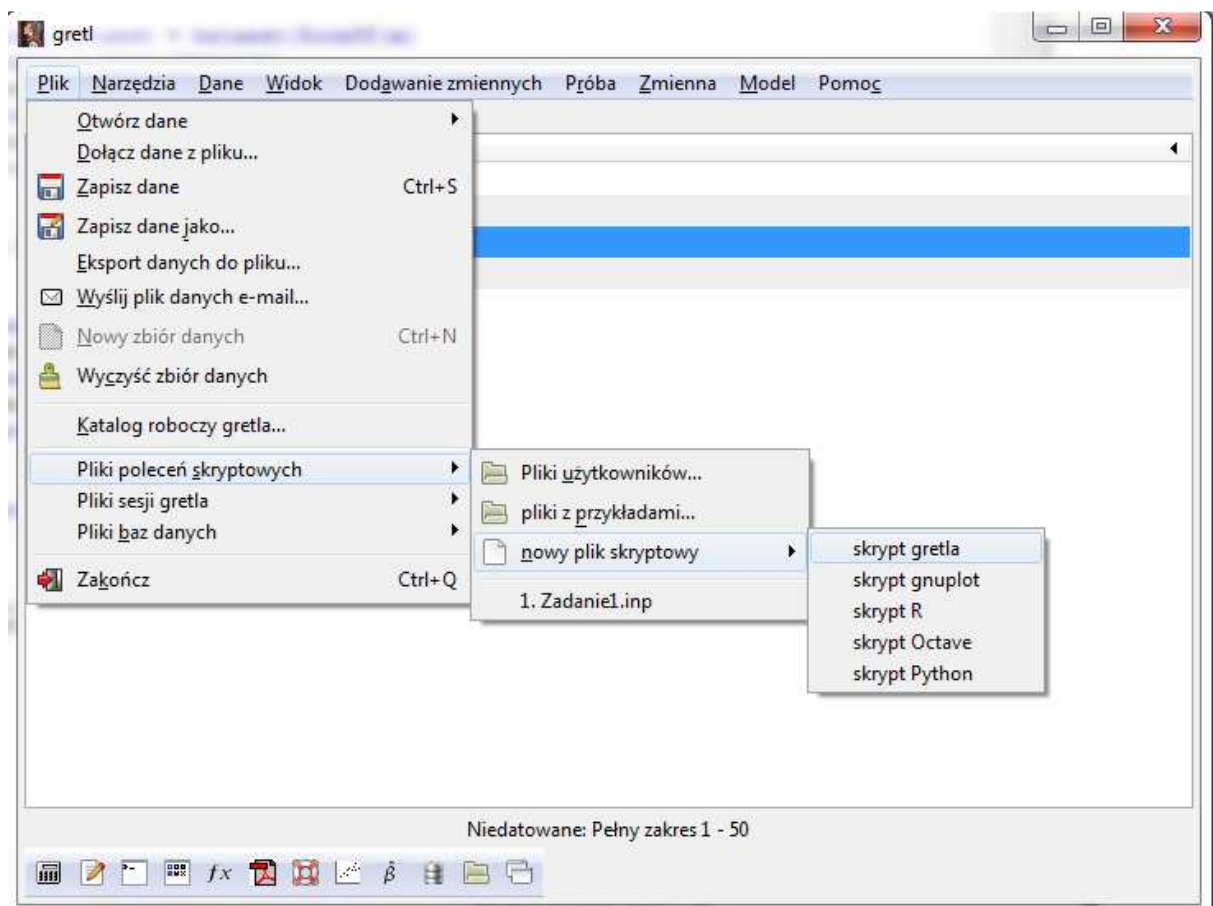 gretl
Plik Narzędzia Dane Widok Dodawanie zmiennych Próba Zmienna Model Pomoc
Otwórz dane
Dołącz dane z pliku...
Zapisz dane Ctrl+S
Zapisz dane jako...
Eksport danych do pliku...
Wyślij plik danych e-mail...
Nowy zbiór danych Ctrl+N
Wyczyść zbiór danych
Katalog roboczy gretla...
Pliki poleceń skryptowych
Pliki sesji gretla
Pliki baz danych
Zakończ Ctrl+Q
Pliki użytkowników...
pliki z przykładami...
nowy plik skryptowy
1. Zadanie1.inp
skrypt gretla
skrypt gnuplot
skrypt R
skrypt Octave
skrypt Python
Niedatowane: Pełny zakres 1 - 50
fx β̂